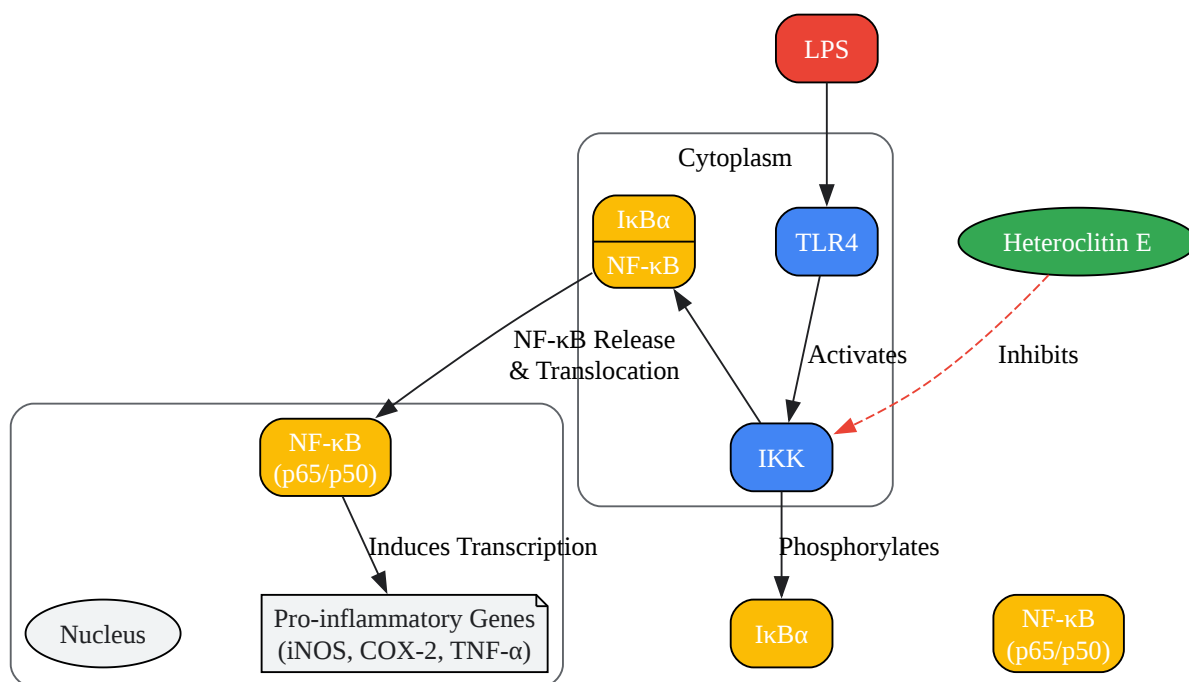 LPS
Cytoplasm
IκBα
NF-κB
TLR4
Heteroclitin E
NF-κB Release
& Translocation
Activates
Inhibits
NF-κB
(p65/p50)
IKK
Induces Transcription
Phosphorylates
Nucleus
Pro-inflammatory Genes
(iNOS, COX-2, TNF-α)
IκBα
NF-κB
(p65/p50)